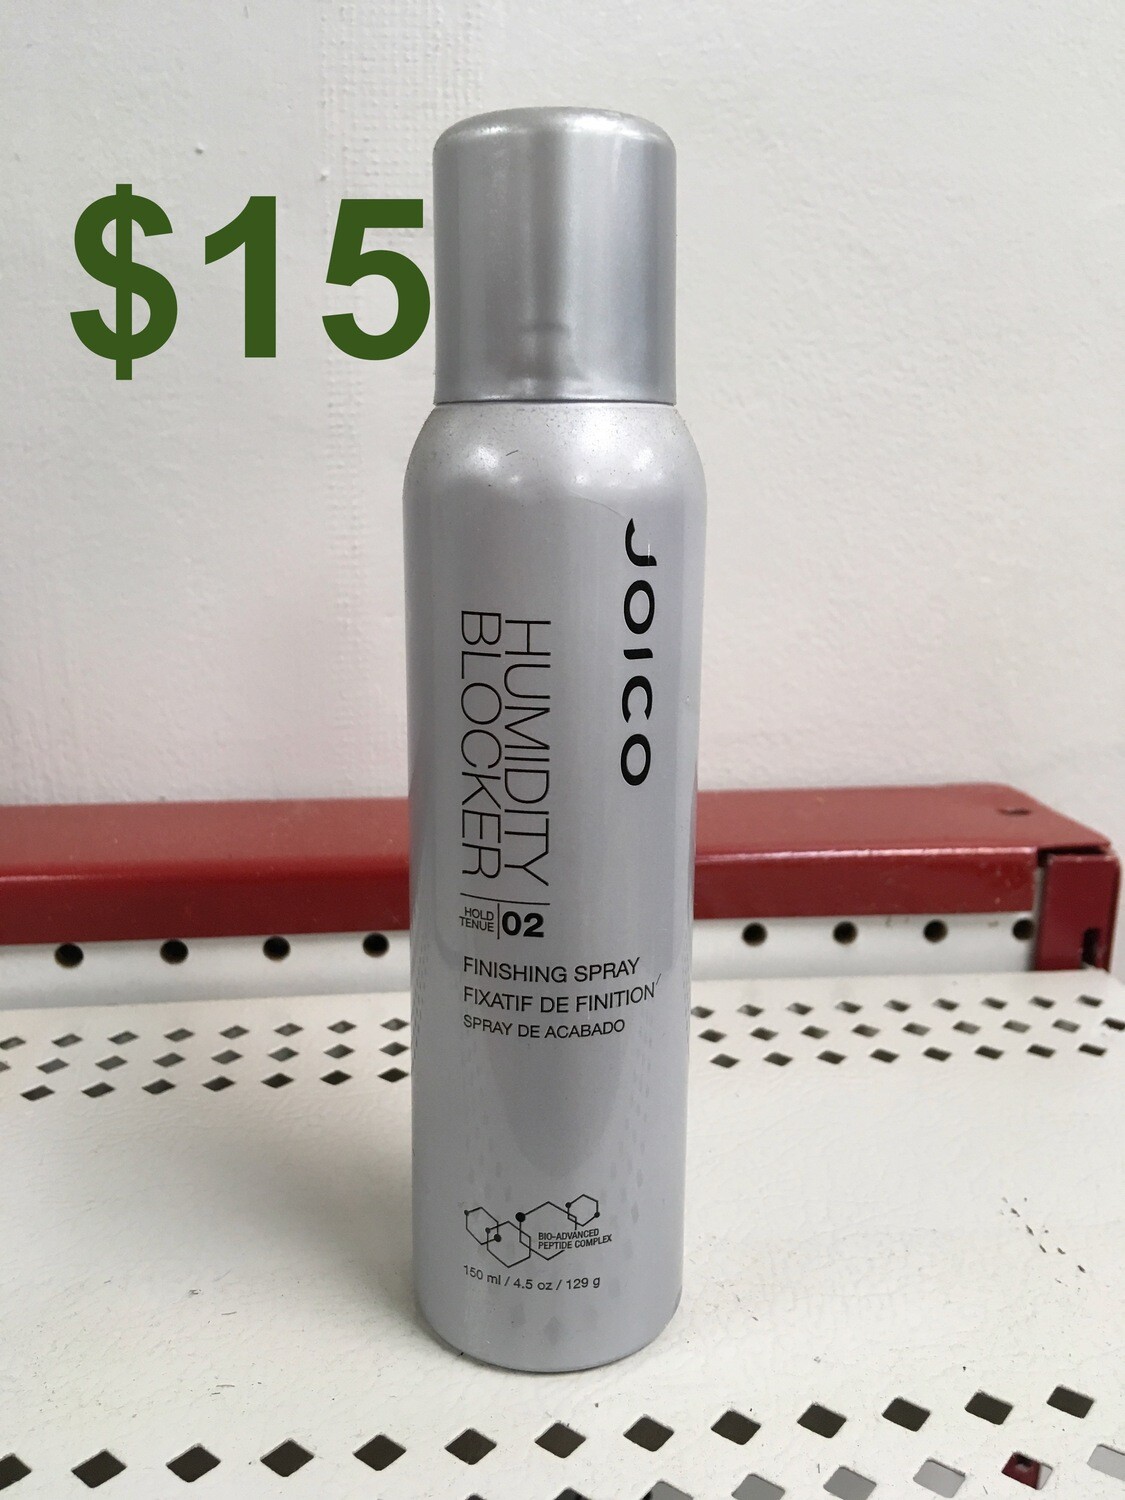 $15
JOICO
HUMIDITY
BLOCKER
HOLD
TENUE
02
FINISHING SPRAY
FIXATIF DE FINITION
SPRAY DE ACABADO
BIO-ADVANCED
PEPTIDE COMPLEX
150 ml / 4.5 oz / 129 g